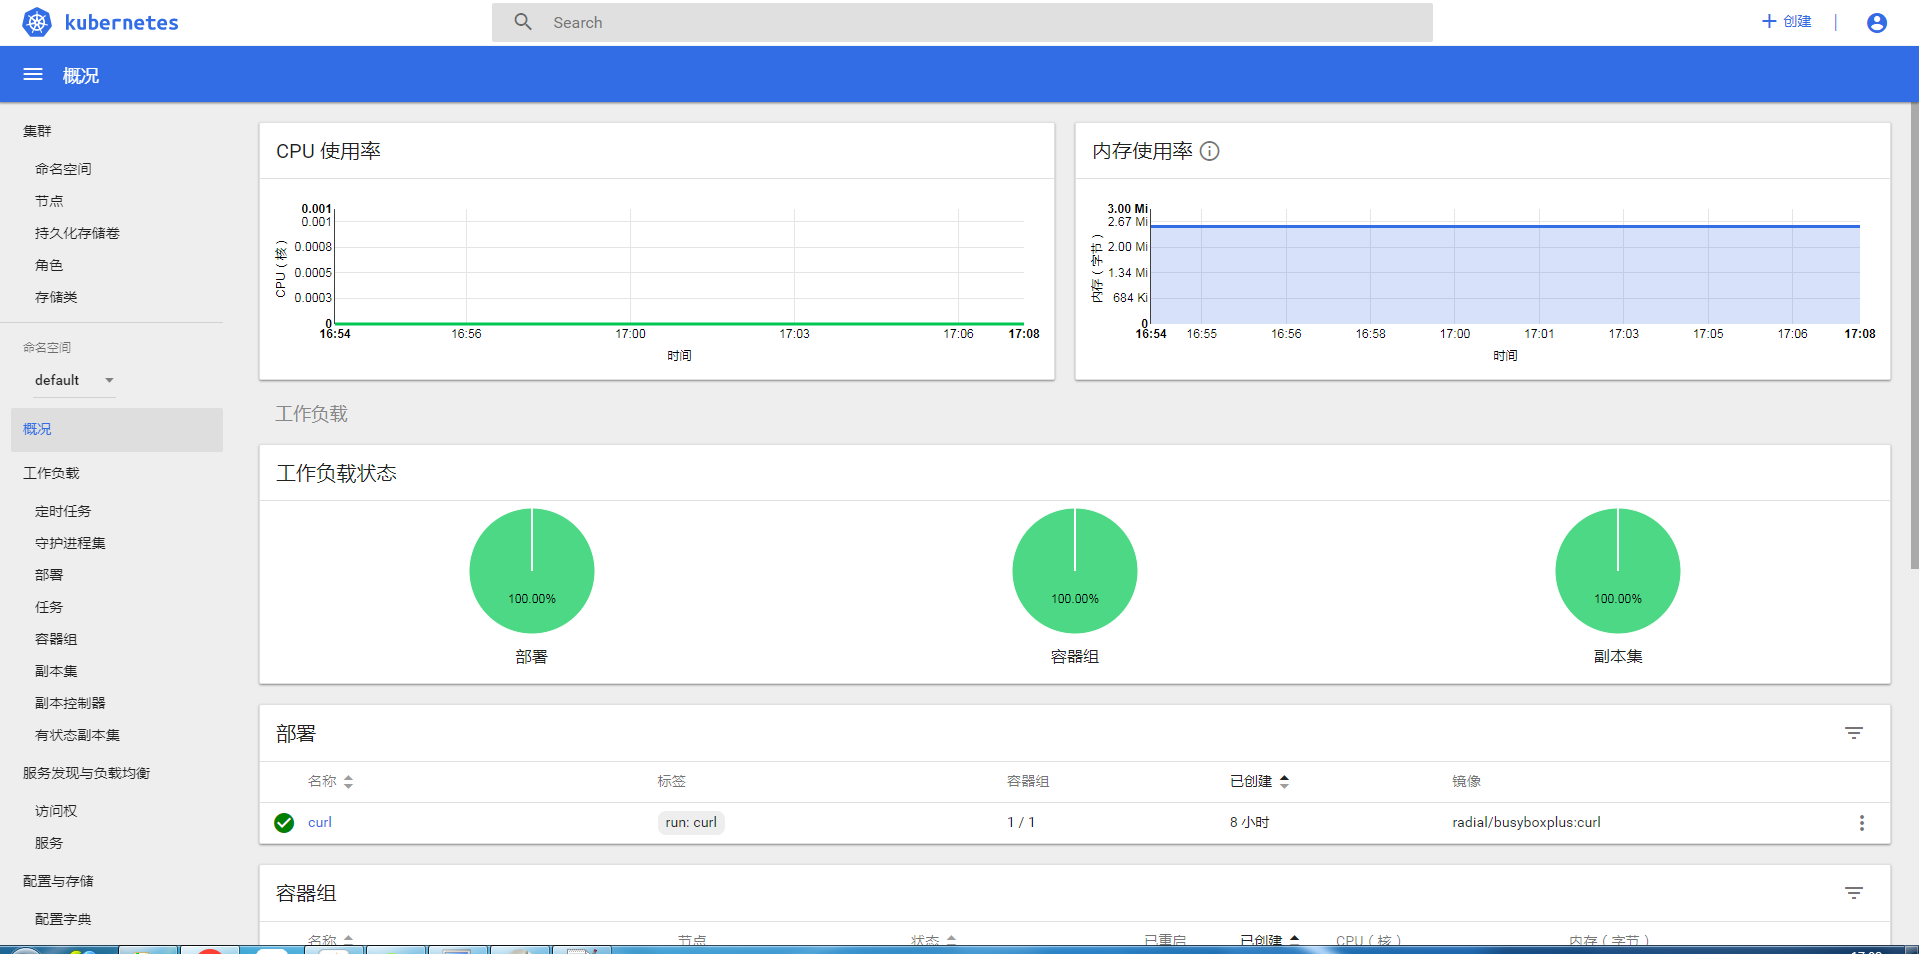 kubernetes
Search
创建
概况
集群
命名空间
节点
持久化存储卷
角色
存储类
命名空间
default
概况
工作负载
定时任务
守护进程集
部署
任务
容器组
副本集
副本控制器
有状态副本集
服务发现与负载均衡
访问权
服务
配置与存储
配置字典
CPU 使用率
CPU ( 核 )
0.001
0.001
0.0008
0.0005
0.0003
0
16:54 16:56 17:00 17:03 17:06 17:08
时间
内存使用率
内存 ( 字节 )
3.00 Mi
2.67 Mi
2.00 Mi
1.34 Mi
684 Ki
0
16:54 16:55 16:56 16:58 17:00 17:01 17:03 17:05 17:06 17:08
时间
工作负载
工作负载状态
100.00% 100.00% 100.00%
部署 容器组 副本集
部署
名称 标签 容器组 已创建 镜像
curl run: curl 1 / 1 8 小时 radial/busyboxplus:curl
容器组
名称 节点 状态 已重启 已创建 CPU ( 核 ) 内存 ( 字节 )